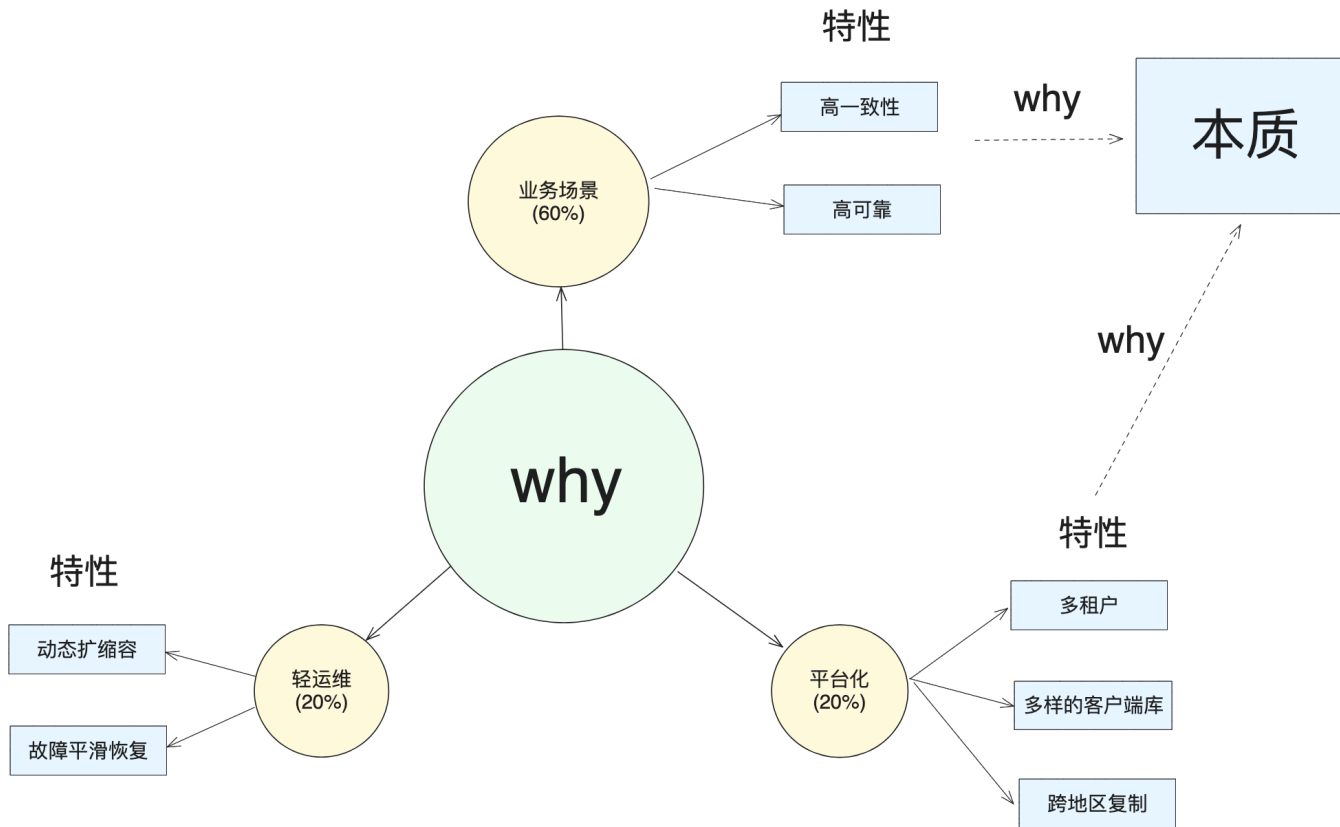 特性
高一致性
why
本质
业务场景
(60%)
高可靠
why
why
特性
特性
动态扩缩容
多租户
轻运维
(20%)
平台化
(20%)
多样的客户端库
故障平滑恢复
跨地区复制